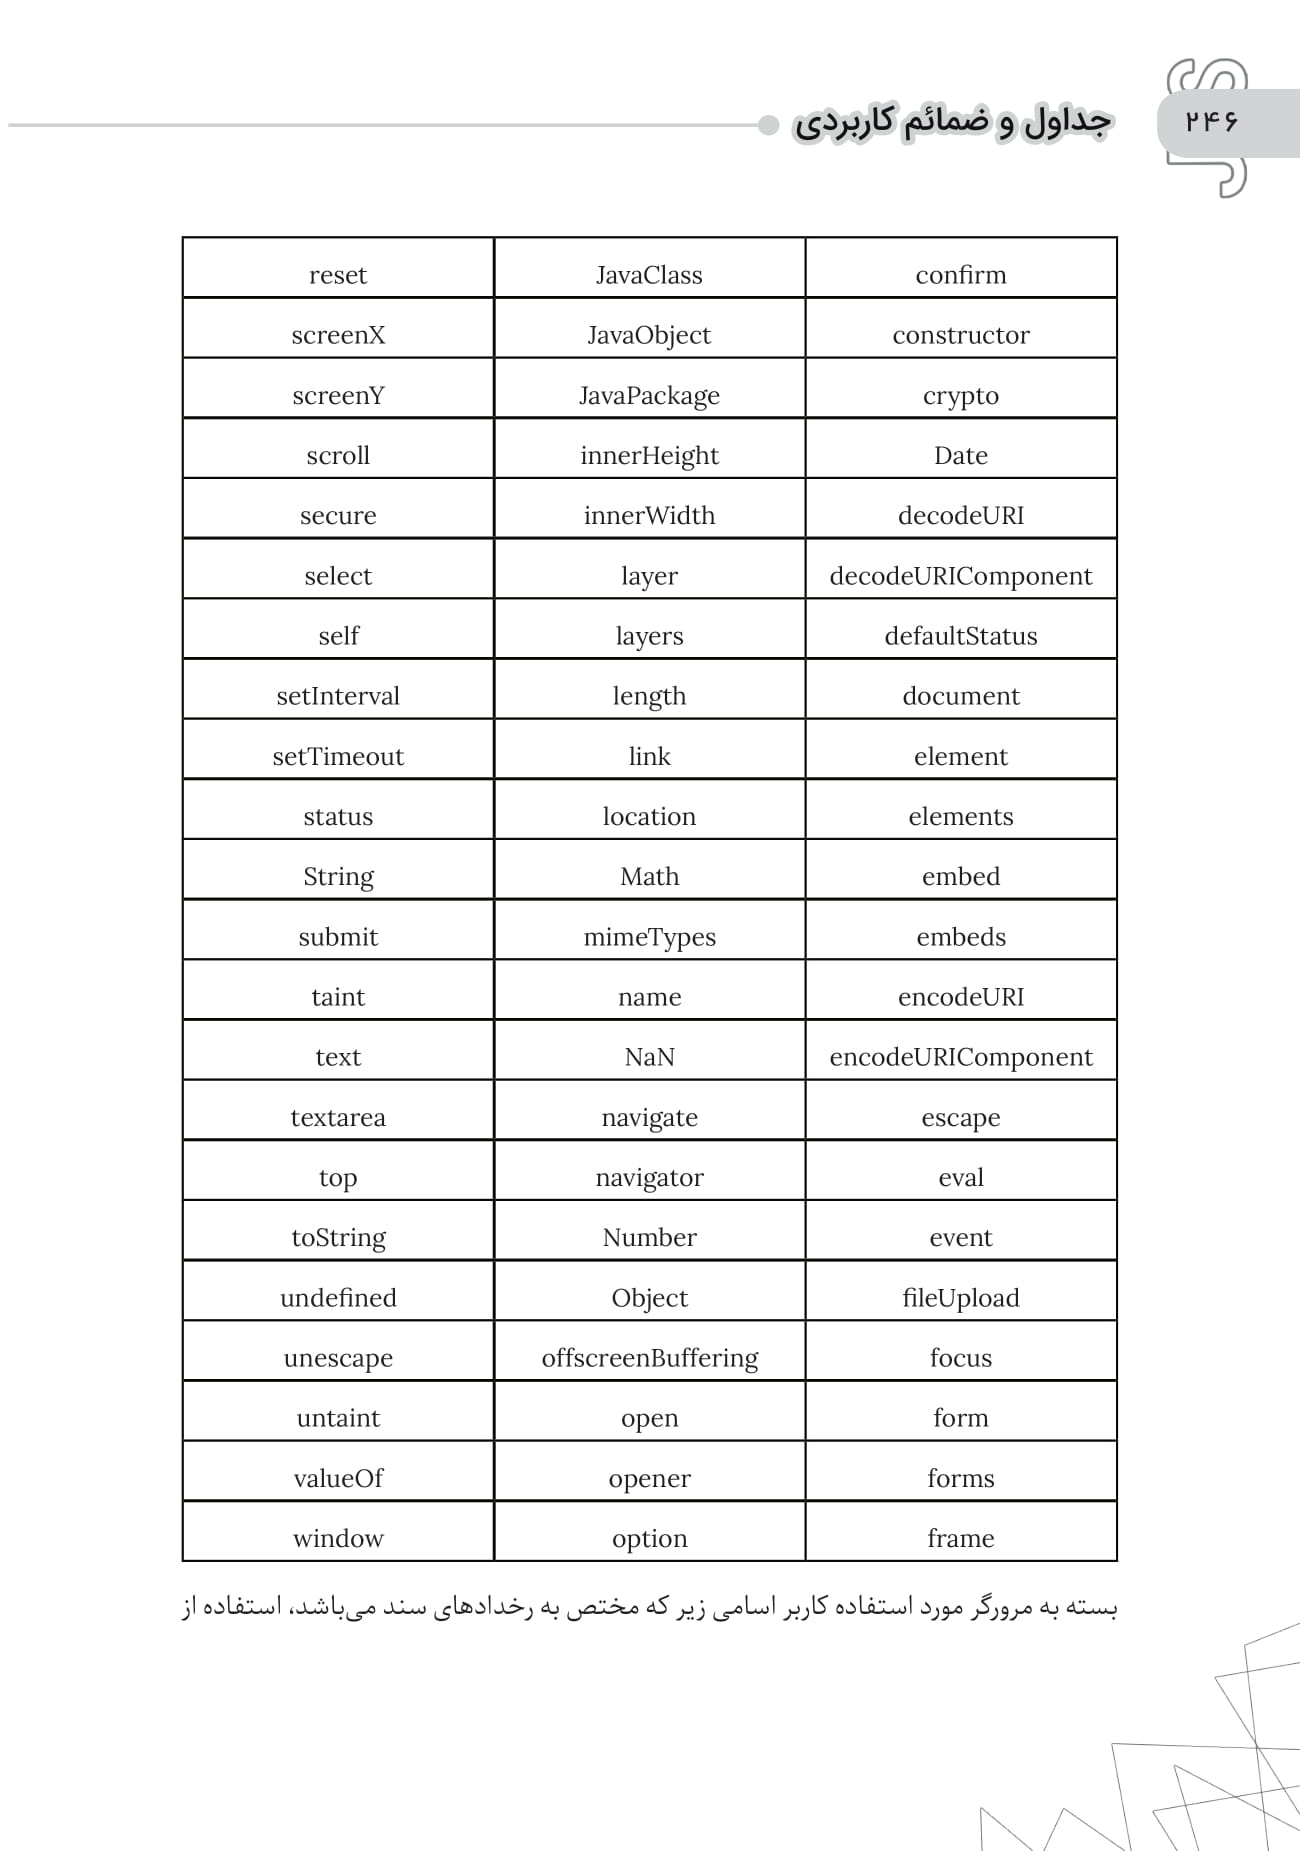 جداول و ضمائم کاربردی
۲۴۶
reset JavaClass confirm
screenX JavaObject constructor
screenY JavaPackage crypto
scroll innerHeight Date
secure innerWidth decodeURI
select layer decodeURIComponent
self layers defaultStatus
setInterval length document
setTimeout link element
status location elements
String Math embed
submit mimeTypes embeds
taint name encodeURI
text NaN encodeURIComponent
textarea navigate escape
top navigator eval
toString Number event
undefined Object fileUpload
unescape offscreenBuffering focus
untaint open form
valueOf opener forms
window option frame
بسته به مرورگر مورد استفاده کاربر اسامی زیر که مختص به رخدادهای سند می‌باشد، استفاده از